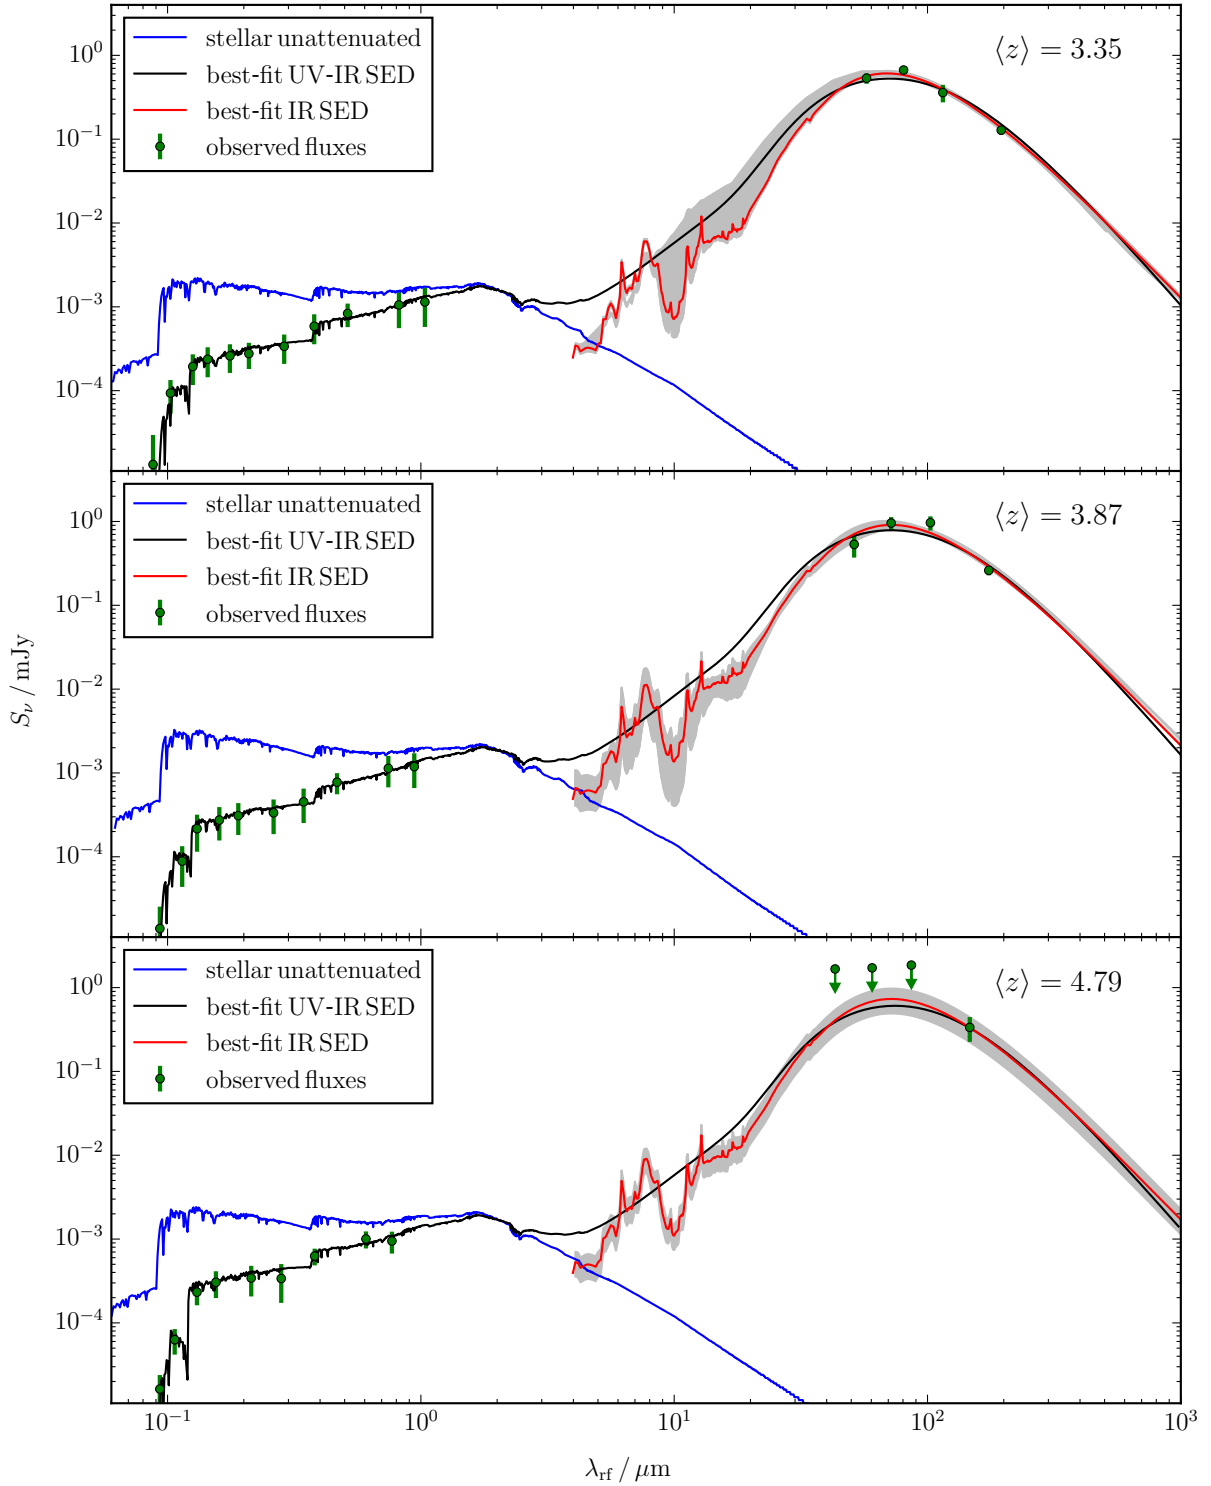 stellar unattenuated
best-fit UV-IR SED
best-fit IR SED
observed fluxes
⟨z⟩ = 3.35
10⁰
10⁻¹
10⁻²
10⁻³
10⁻⁴
stellar unattenuated
best-fit UV-IR SED
best-fit IR SED
observed fluxes
⟨z⟩ = 3.87
10⁰
10⁻¹
10⁻²
10⁻³
10⁻⁴
S_ν / mJy
stellar unattenuated
best-fit UV-IR SED
best-fit IR SED
observed fluxes
⟨z⟩ = 4.79
10⁰
10⁻¹
10⁻²
10⁻³
10⁻⁴
10⁻¹ 10⁰ 10¹ 10² 10³
λ_rf / μm